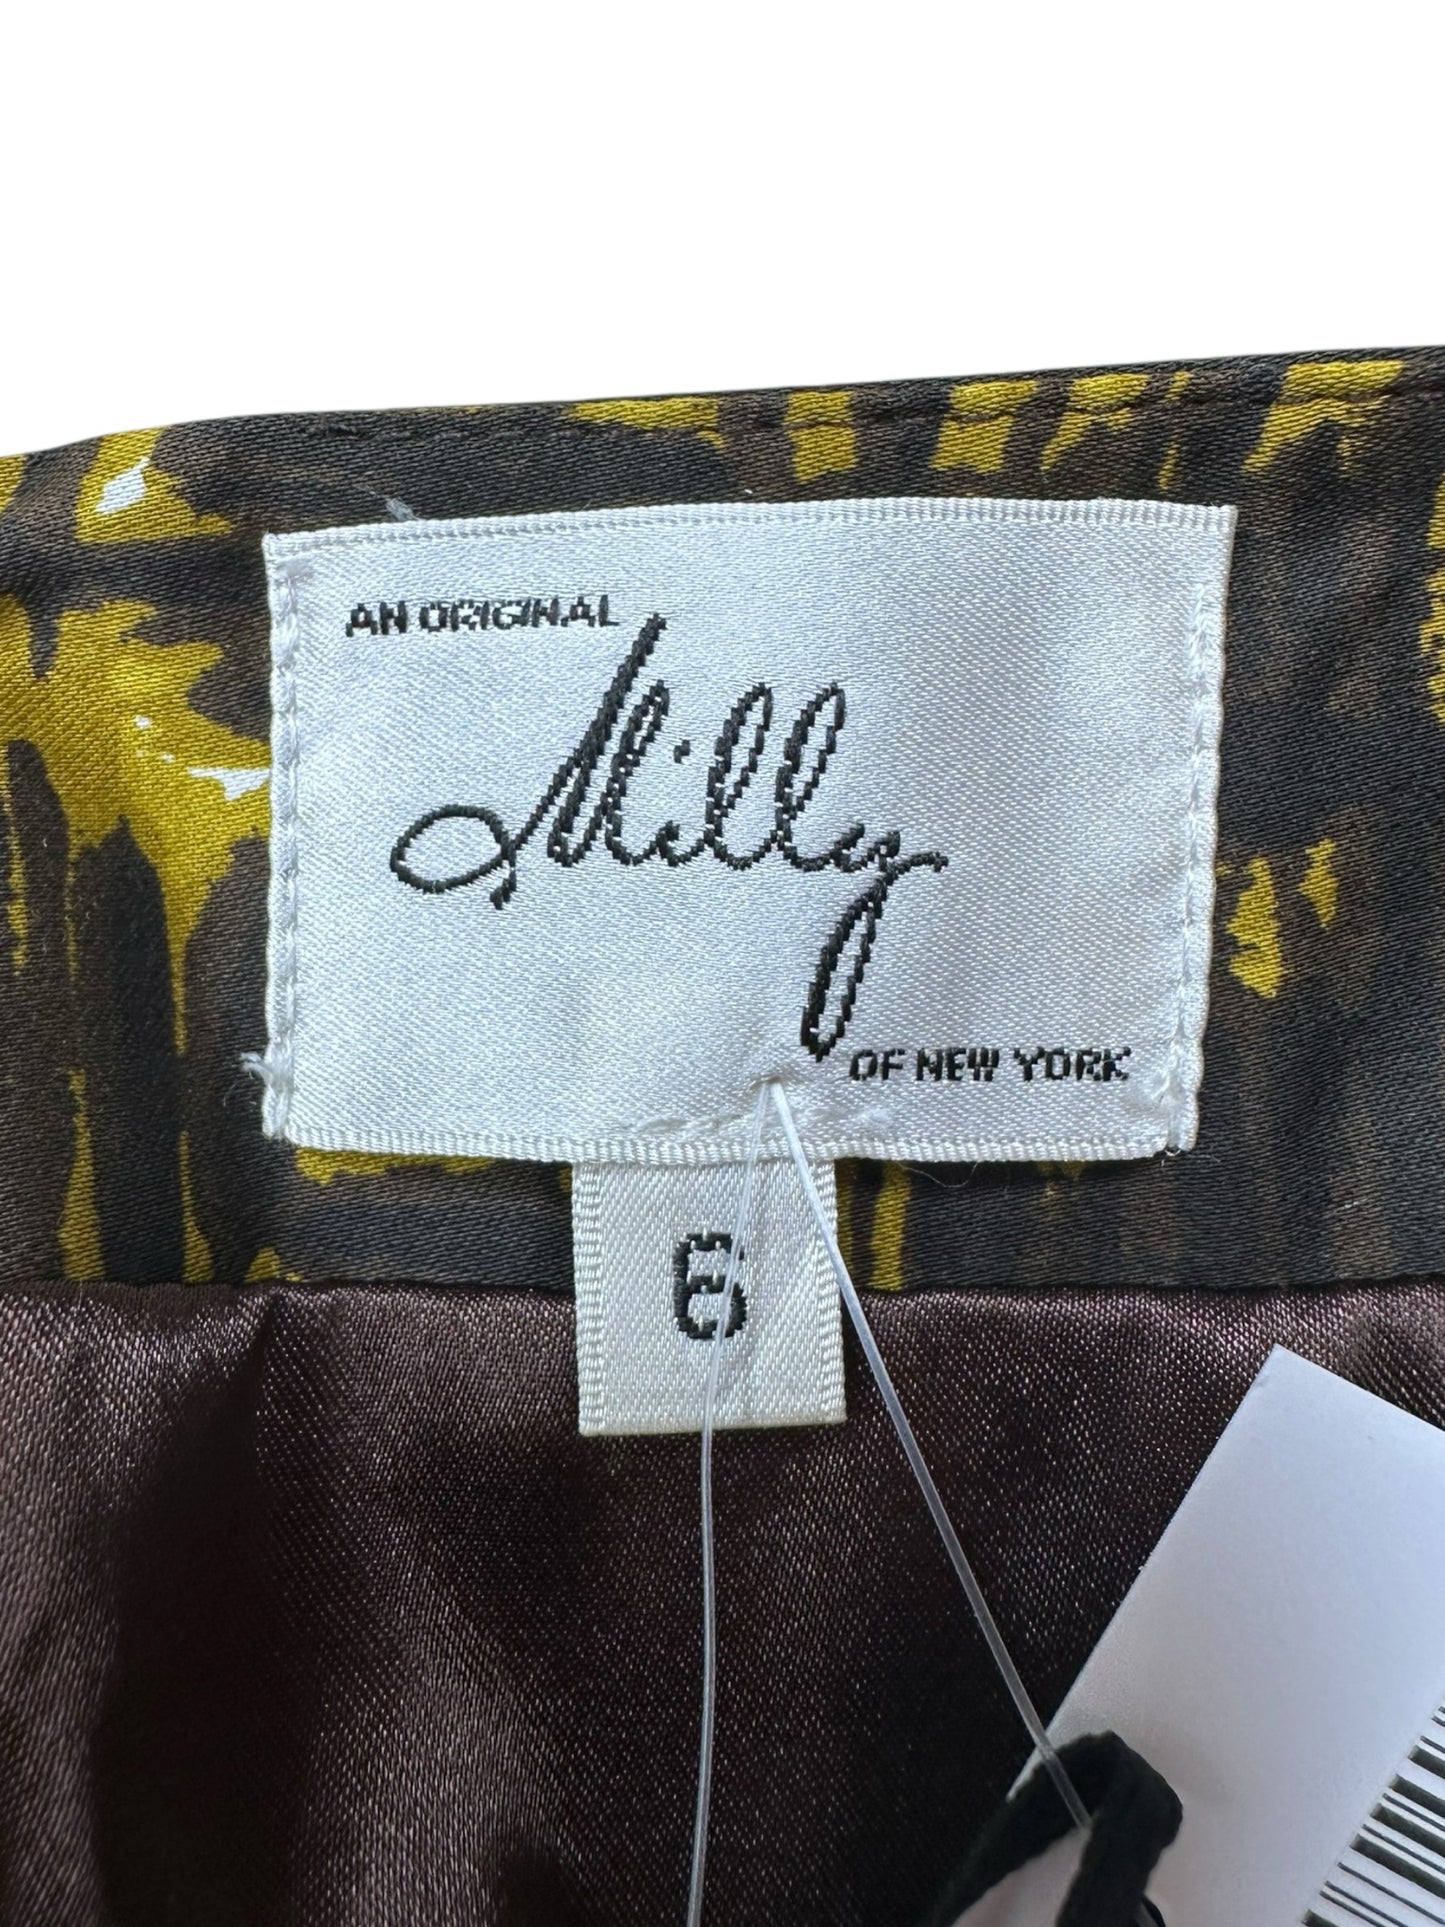 AN ORIGINAL
Milly
OF NEW YORK
6